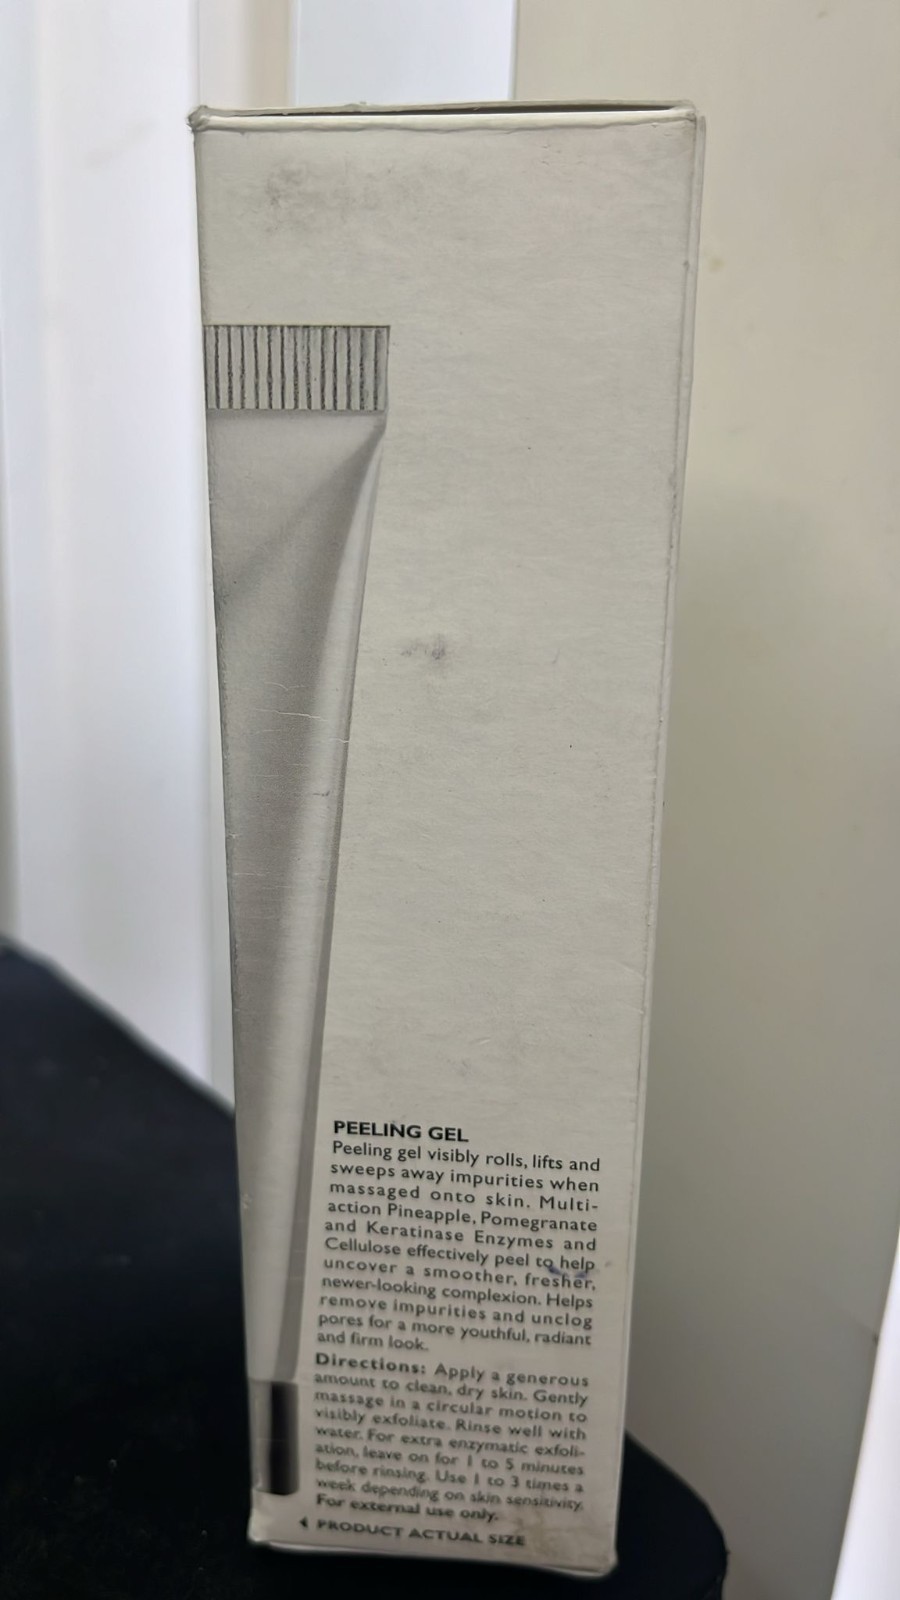 PEELING GEL
Peeling gel visibly rolls, lifts and
sweeps away impurities when
massaged onto skin. Multi-
action Pineapple, Pomegranate
and Keratinase Enzymes and
Cellulose effectively peel to help
uncover a smoother, fresher,
newer-looking complexion. Helps
remove impurities and unclog
pores for a more youthful, radiant
and firm look.
Directions: Apply a generous
amount to clean, dry skin. Gently
massage in a circular motion to
visibly exfoliate. Rinse well with
water. For extra enzymatic exfoli-
ation, leave on for 1 to 5 minutes
before rinsing. Use 1 to 3 times a
week depending on skin sensitivity.
For external use only.
PRODUCT ACTUAL SIZE